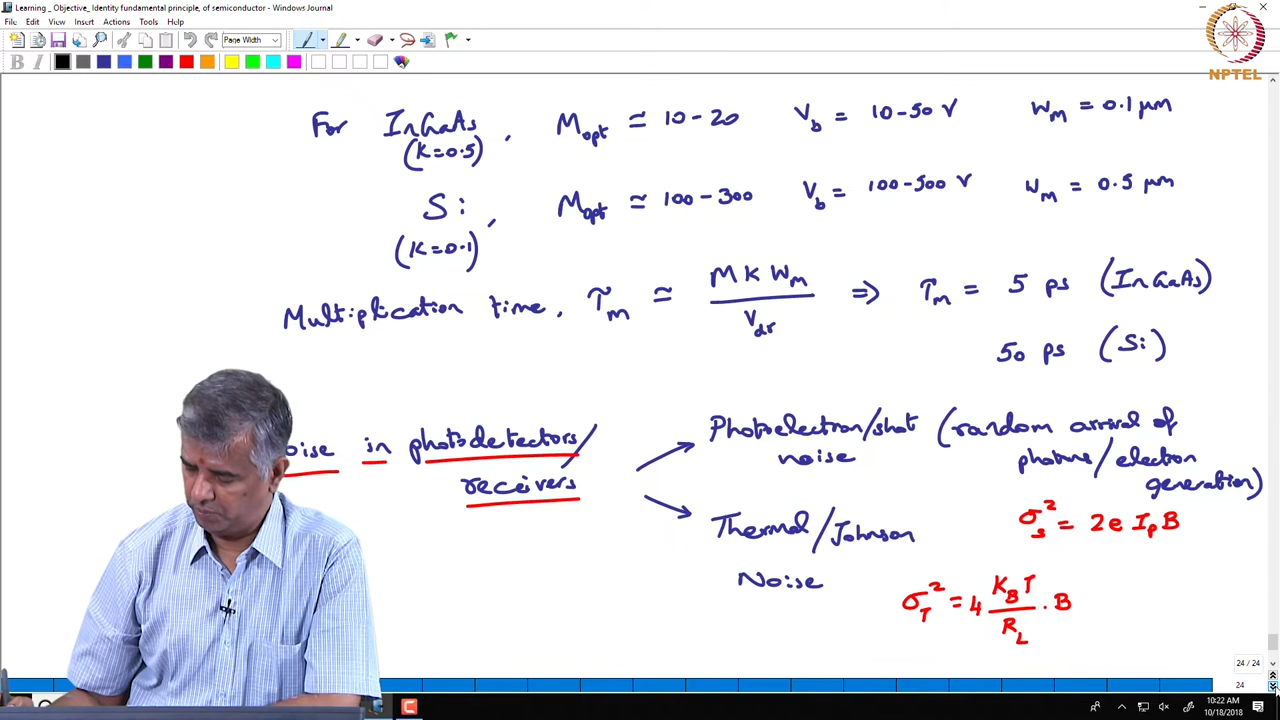 Learning _ Objective_ Identity fundamental principle, of semiconductor - Windows Journal
File Edit View Insert Actions Tools Help
Page Width
B I
NPTEL
For InGaAs, M_opt ≃ 10-20 V_b = 10-50 V W_m = 0.1 μm
(K=0.5)
Si, M_opt ≃ 100-300 V_b = 100-500 V W_m = 0.5 μm
(K=0.1)
Multiplication time, τ_m ≃ M K W_m / V_dr ⇒ τ_m = 5 ps (InGaAs)
50 ps (Si)
oise in photodetectors/
receivers
Photoelectron/shot noise (random arrival of
photons/electron
generation)
σ_s² = 2e I_p B
Thermal/Johnson
Noise
σ_T² = 4 K_B T / R_L . B
24 / 24
24
10:22 AM
10/18/2018